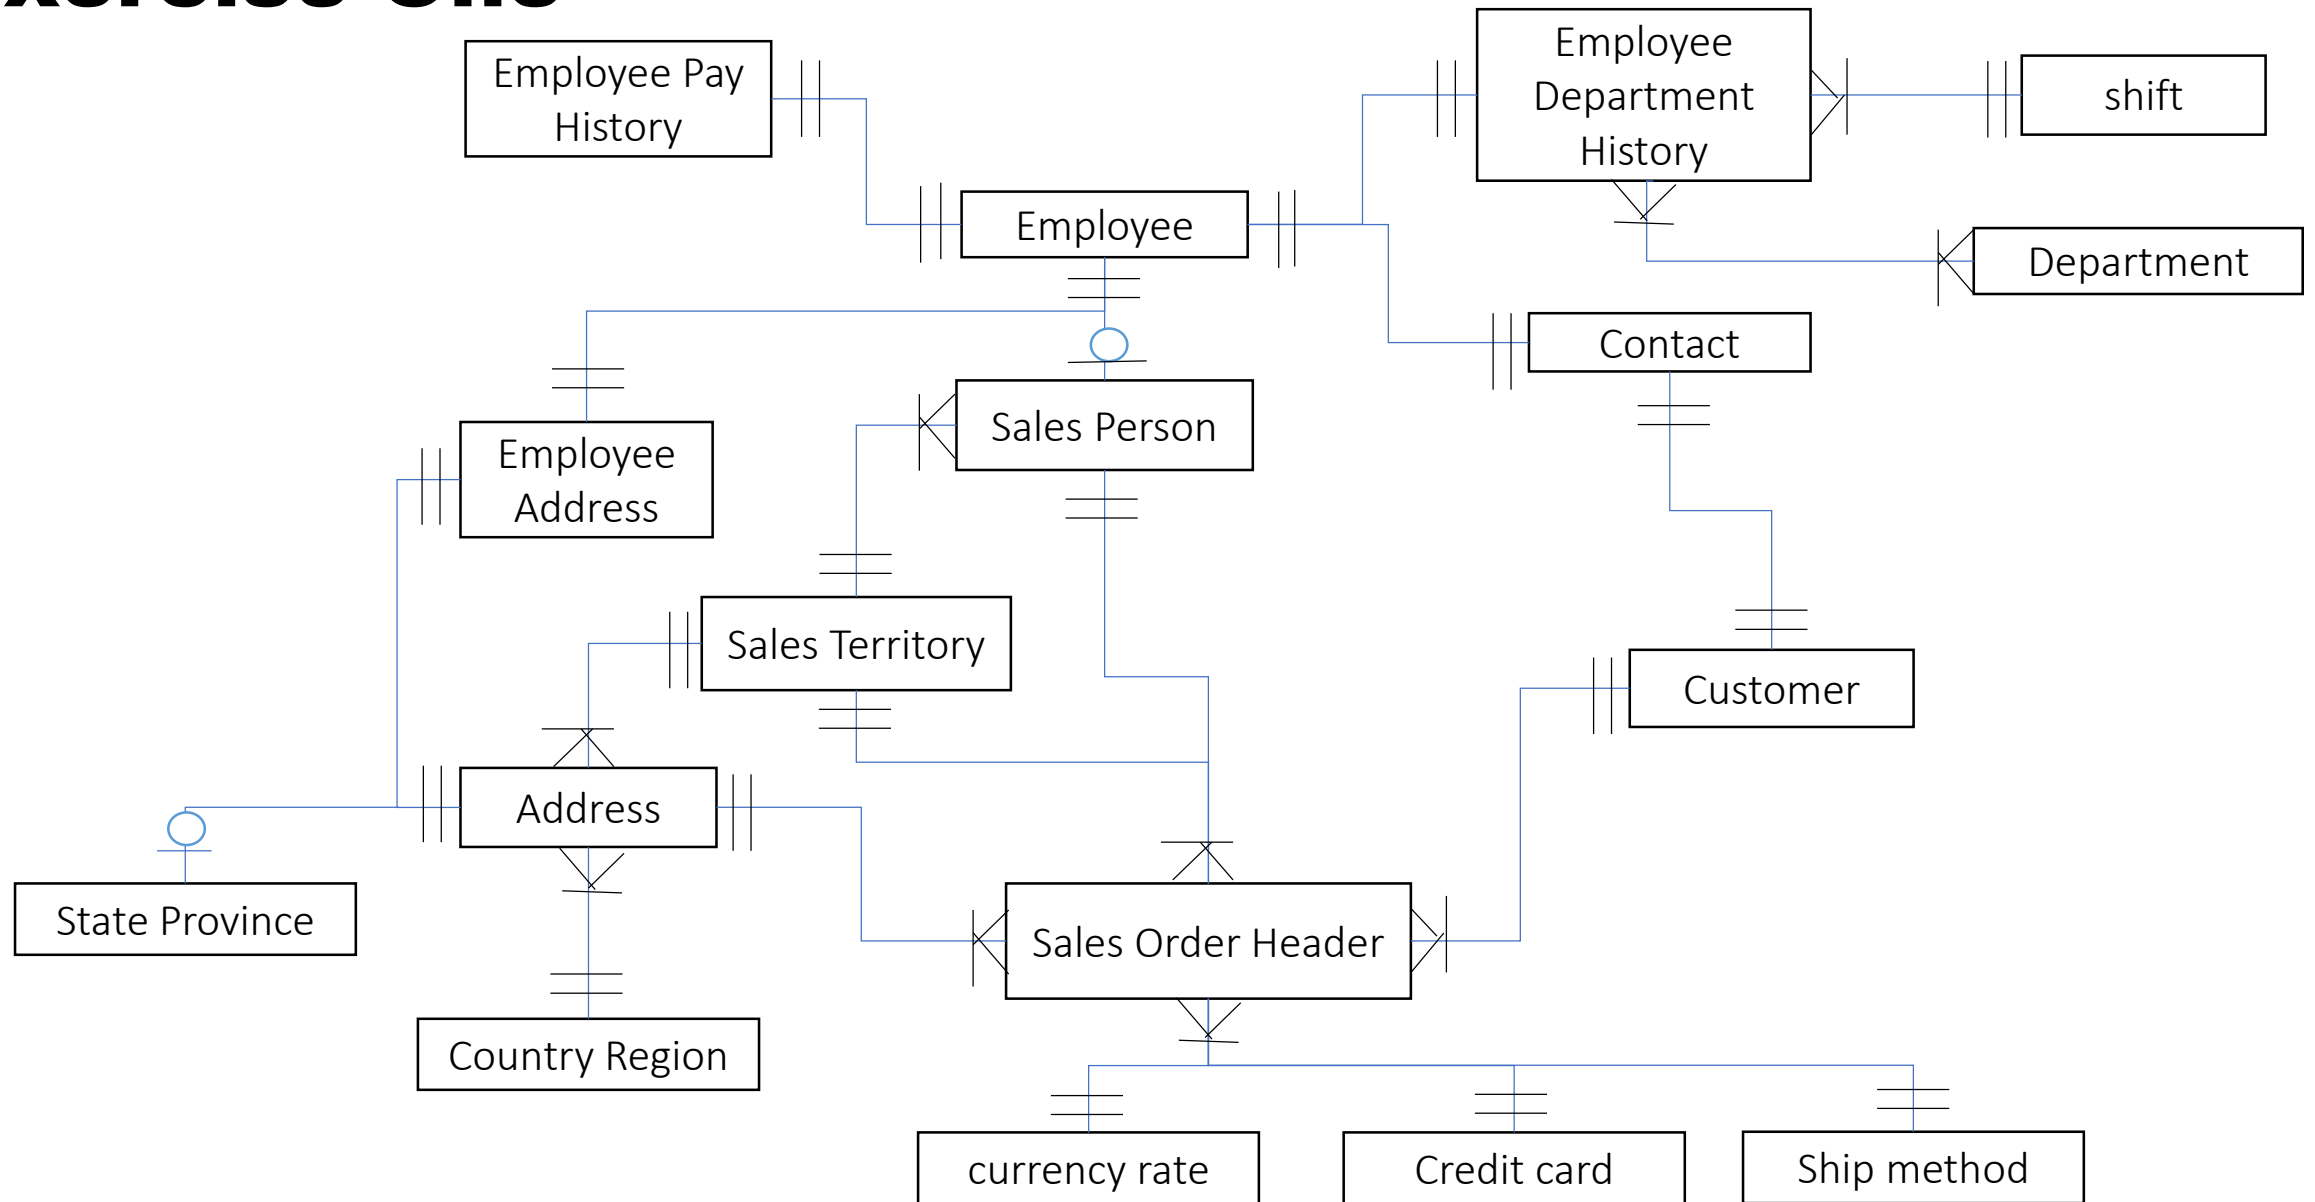 Employee Pay
History
Employee
Department
History
shift
Employee
Department
Contact
Sales Person
Employee
Address
Sales Territory
Customer
Address
State Province
Sales Order Header
Country Region
currency rate
Credit card
Ship method